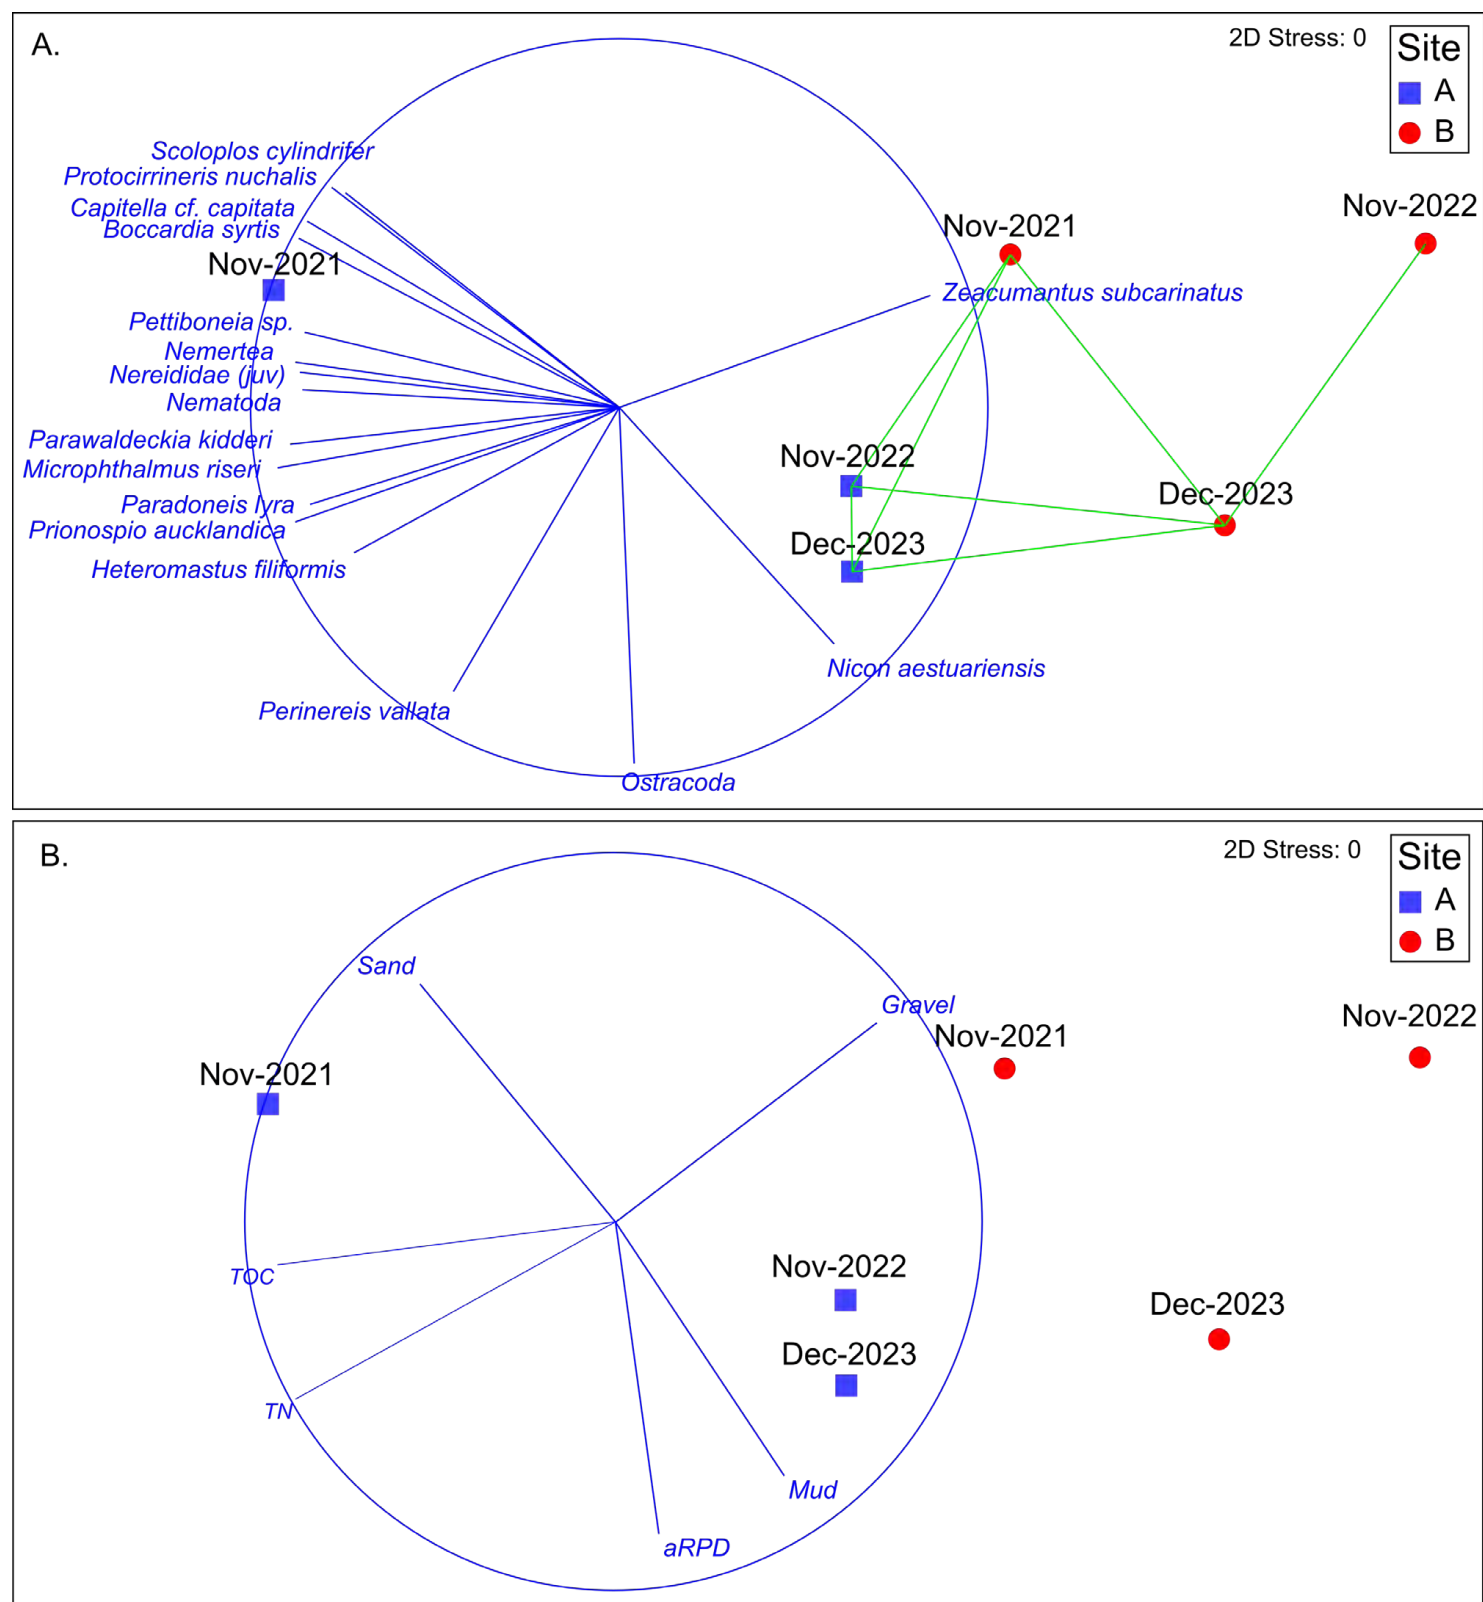 A.
2D Stress: 0
Site
A
B
Scoloplos cylindrifer
Protocirrineris nuchalis
Capitella cf. capitata
Boccardia syrtis
Nov-2021
Nov-2021
Nov-2022
Zeacumantus subcarinatus
Pettiboneia sp.
Nemertea
Nereididae (juv)
Nematoda
Parawaldeckia kidderi
Microphthalmus riseri
Paradoneis lyra
Prionospio aucklandica
Heteromastus filiformis
Nov-2022
Dec-2023
Dec-2023
Nicon aestuariensis
Perinereis vallata
Ostracoda
B.
2D Stress: 0
Site
A
B
Sand
Gravel
Nov-2021
Nov-2021
Nov-2022
TOC
Nov-2022
Dec-2023
Dec-2023
TN
Mud
aRPD